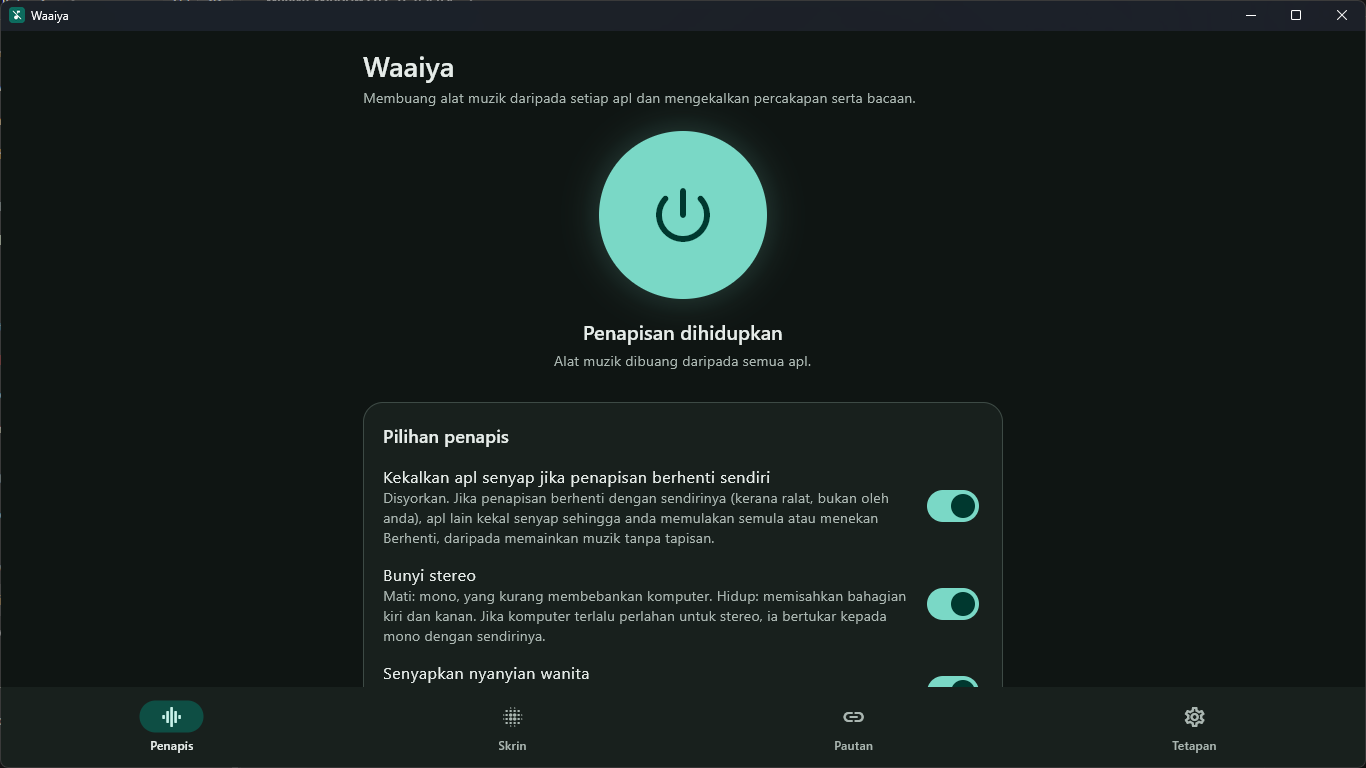 Waaiya
Waaiya
Membuang alat muzik daripada setiap apl dan mengekalkan percakapan serta bacaan.
Penapisan dihidupkan
Alat muzik dibuang daripada semua apl.
Pilihan penapis
Kekalkan apl senyap jika penapisan berhenti sendiri
Disyorkan. Jika penapisan berhenti dengan sendirinya (kerana ralat, bukan oleh
anda), apl lain kekal senyap sehingga anda memulakan semula atau menekan
Berhenti, daripada memainkan muzik tanpa tapisan.
Bunyi stereo
Mati: mono, yang kurang membebankan komputer. Hidup: memisahkan bahagian
kiri dan kanan. Jika komputer terlalu perlahan untuk stereo, ia bertukar kepada
mono dengan sendirinya.
Senyapkan nyanyian wanita
Penapis
Skrin
Pautan
Tetapan